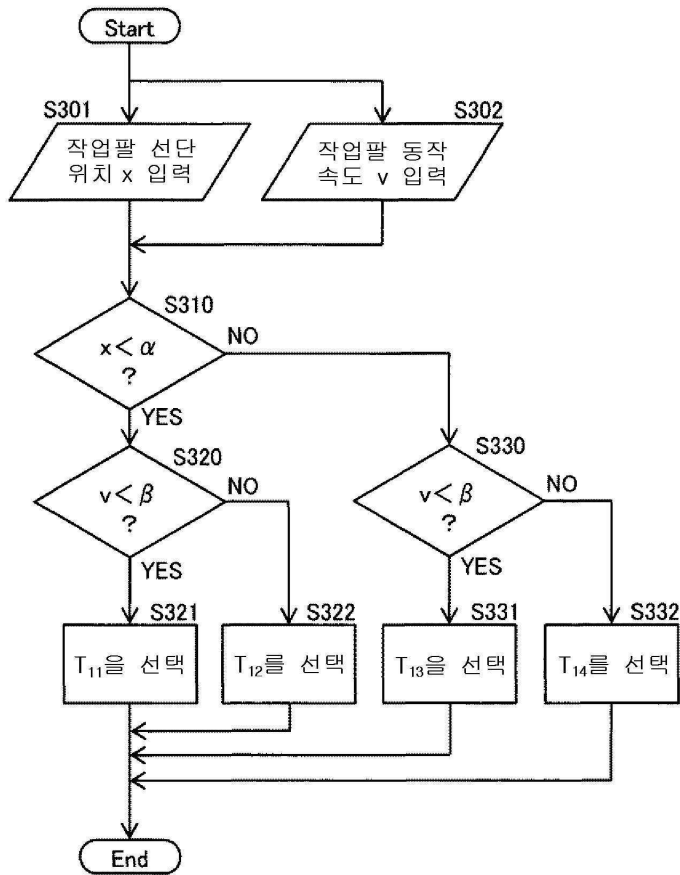 Start
S301
작업팔 선단
위치 x 입력
S302
작업팔 동작
속도 v 입력
S310
x < α
?
NO
YES
S320
v < β
?
NO
YES
S330
v < β
?
NO
YES
S321
T₁₁을 선택
S322
T₁₂를 선택
S331
T₁₃을 선택
S332
T₁₄를 선택
End